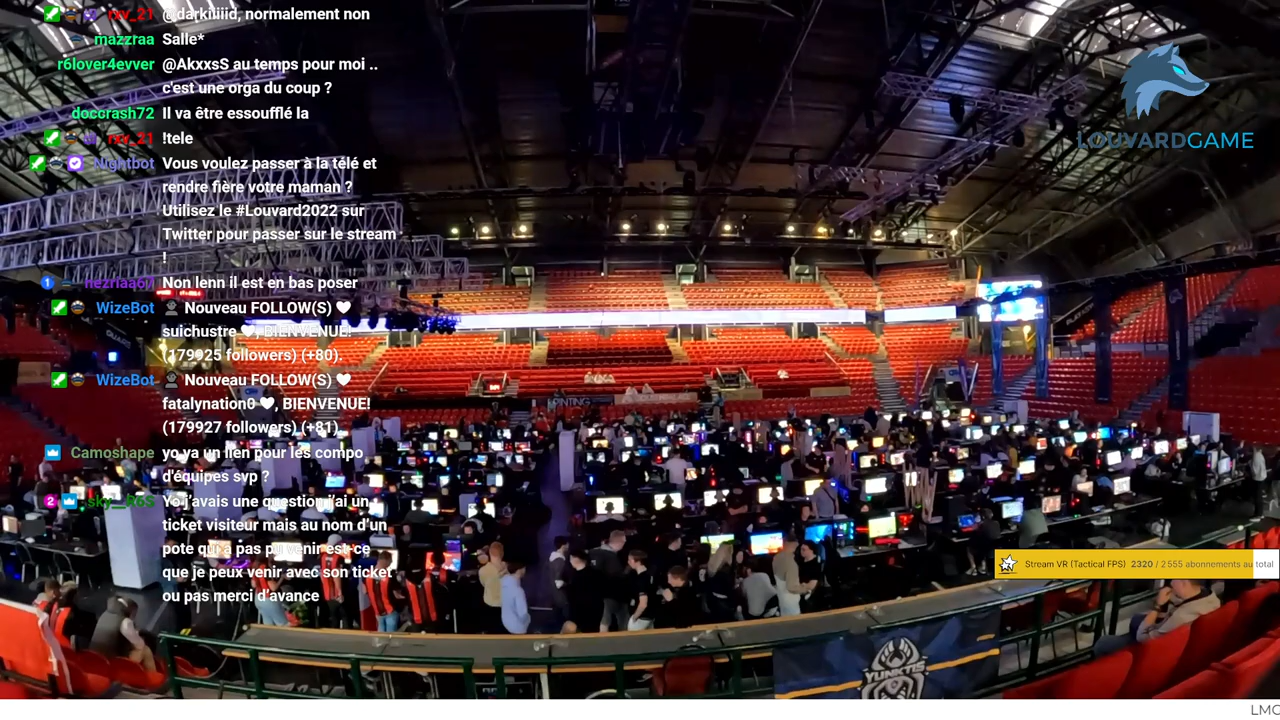 rxv_21 @darkiliiid, normalement non
mazzraa Salle*
r6lover4evver @AkxxsS au temps pour moi ..
c'est une orga du coup ?
doccrash72 Il va être essoufflé la
rxv_21 !tele
Nightbot Vous voulez passer à la télé et
rendre fière votre maman ?
Utilisez le #Louvard2022 sur
Twitter pour passer sur le stream
!
Non lenn il est en bas poser
WizeBot Nouveau FOLLOW(S)
suichustre, BIENVENUE!
(179925 followers) (+80).
WizeBot Nouveau FOLLOW(S)
fatalynation0, BIENVENUE!
(179927 followers) (+81).
Camoshape yo ya un lien pour les compo
d'équipes svp ?
Yo j'avais une question j'ai un
ticket visiteur mais au nom d'un
pote qui a pas pu venir est-ce
que je peux venir avec son ticket
ou pas merci d'avance
LOUVARDGAME
Stream VR (Tactical FPS) 2320 / 2555 abonnements au total
YUNKTIS
LMC